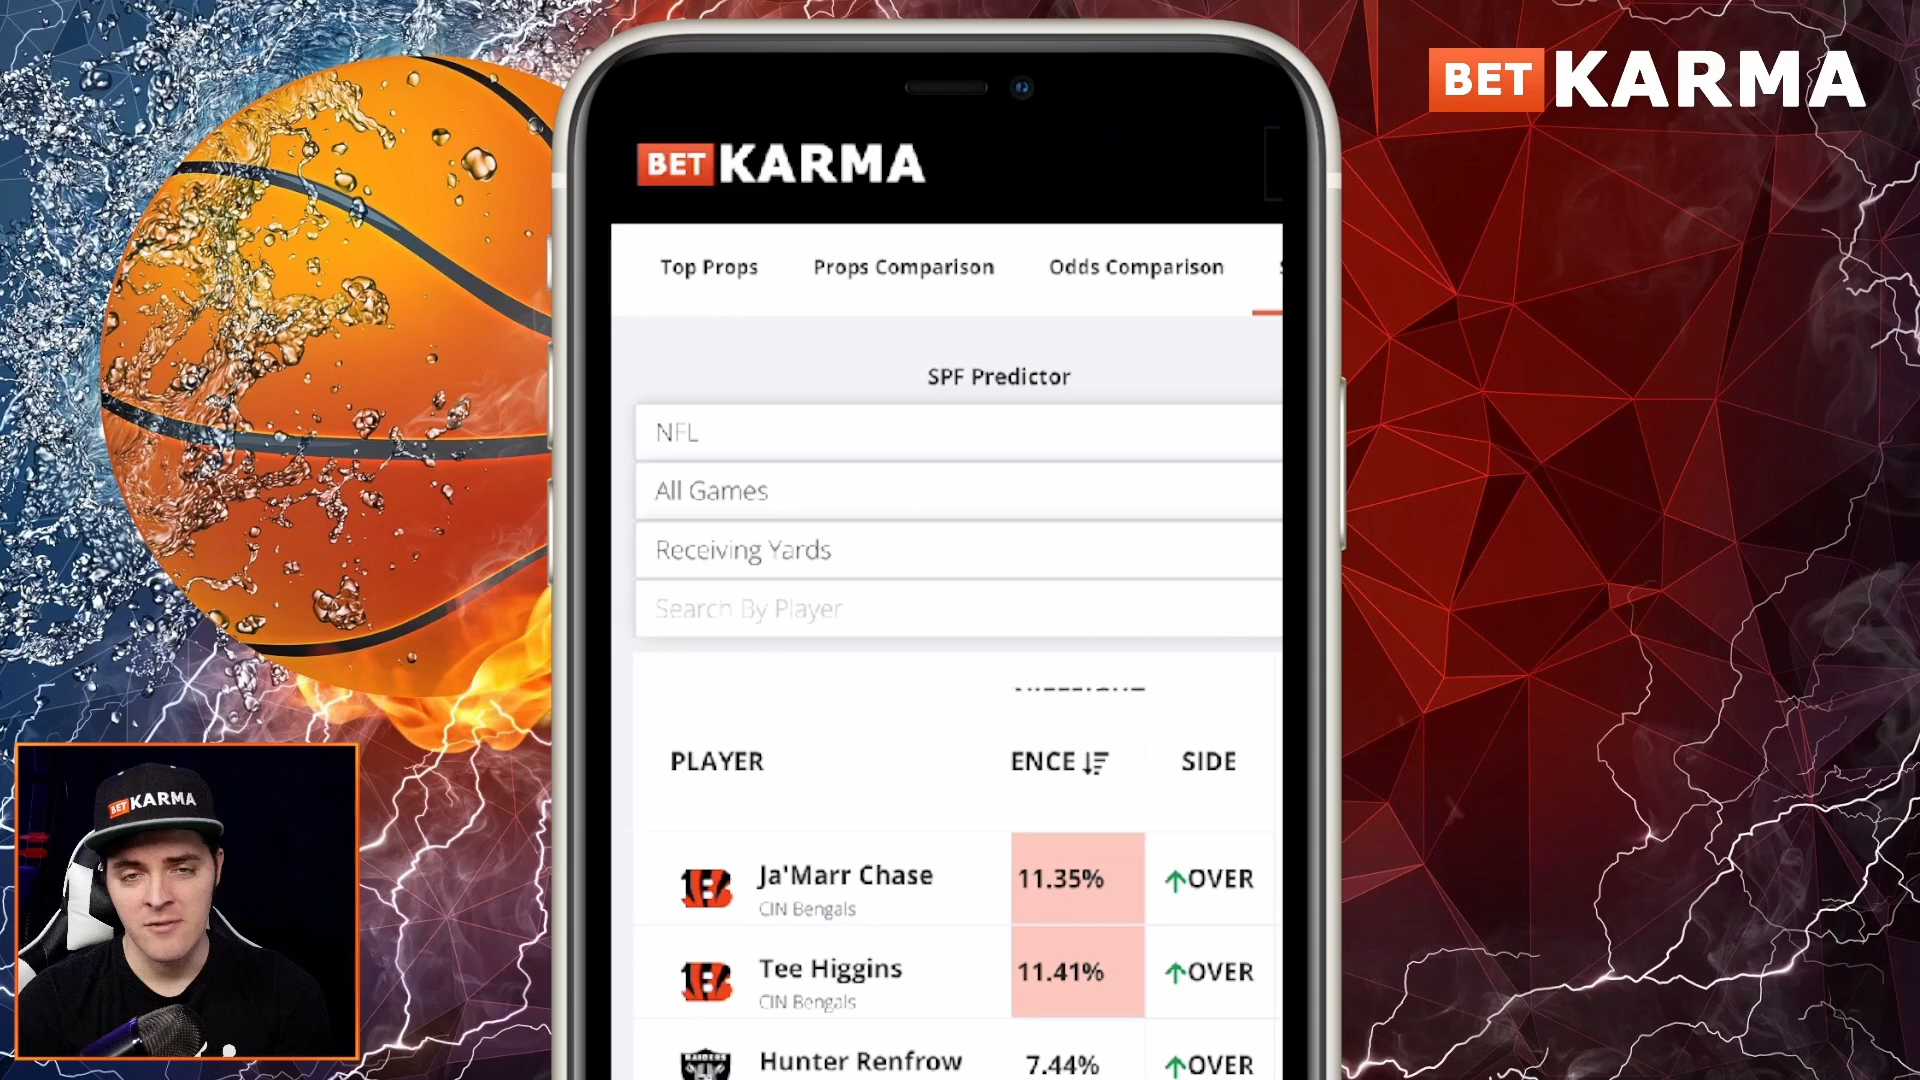 BET KARMA
BET KARMA
Top Props Props Comparison Odds Comparison
SPF Predictor
NFL
All Games
Receiving Yards
Search By Player
PLAYER ENCE SIDE
Ja'Marr Chase 11.35% OVER
CIN Bengals
Tee Higgins 11.41% OVER
CIN Bengals
RAIDERS Hunter Renfrow 7.44% OVER
BET KARMA